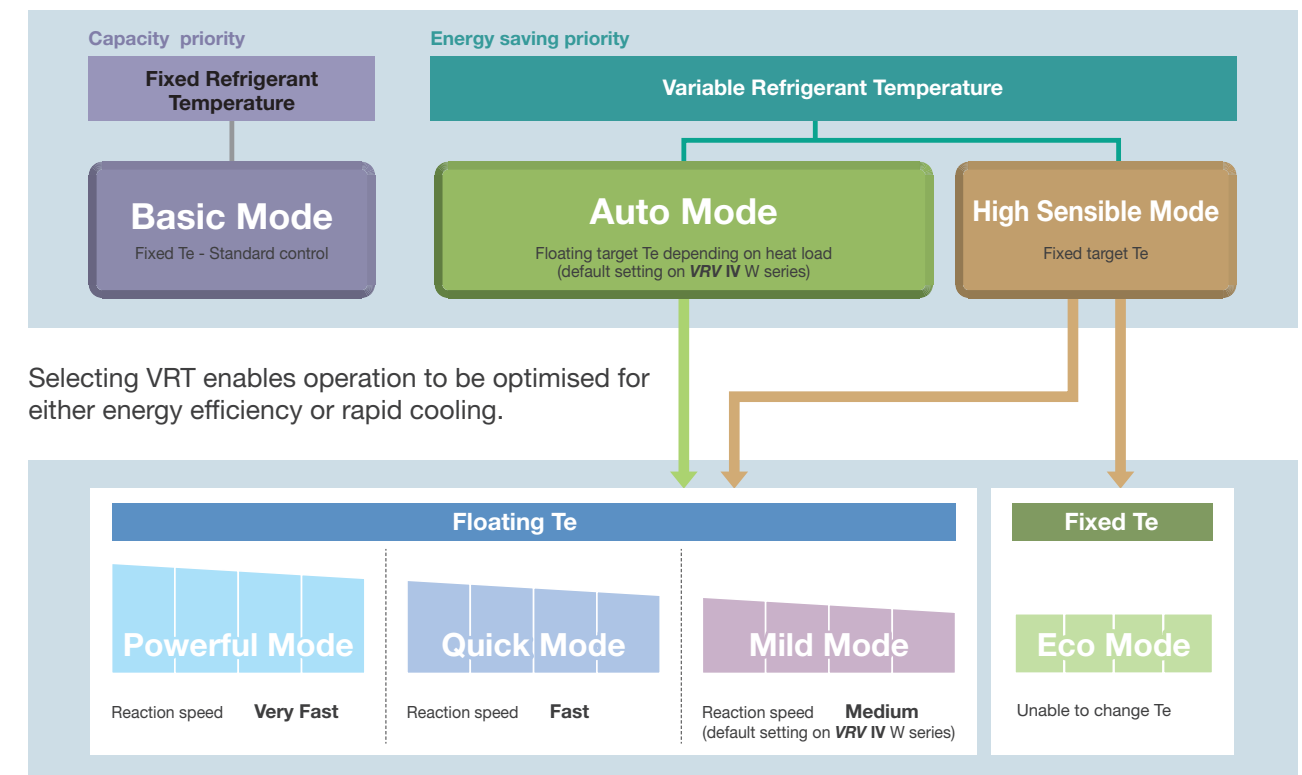 Capacity priority
Energy saving priority
Fixed Refrigerant
Temperature
Variable Refrigerant Temperature
Basic Mode
Fixed Te - Standard control
Auto Mode
Floating target Te depending on heat load
(default setting on VRV IV W series)
High Sensible Mode
Fixed target Te
Selecting VRT enables operation to be optimised for
either energy efficiency or rapid cooling.
Floating Te
Fixed Te
Powerful Mode
Quick Mode
Mild Mode
Eco Mode
Reaction speed Very Fast
Reaction speed Fast
Reaction speed Medium
(default setting on VRV IV W series)
Unable to change Te